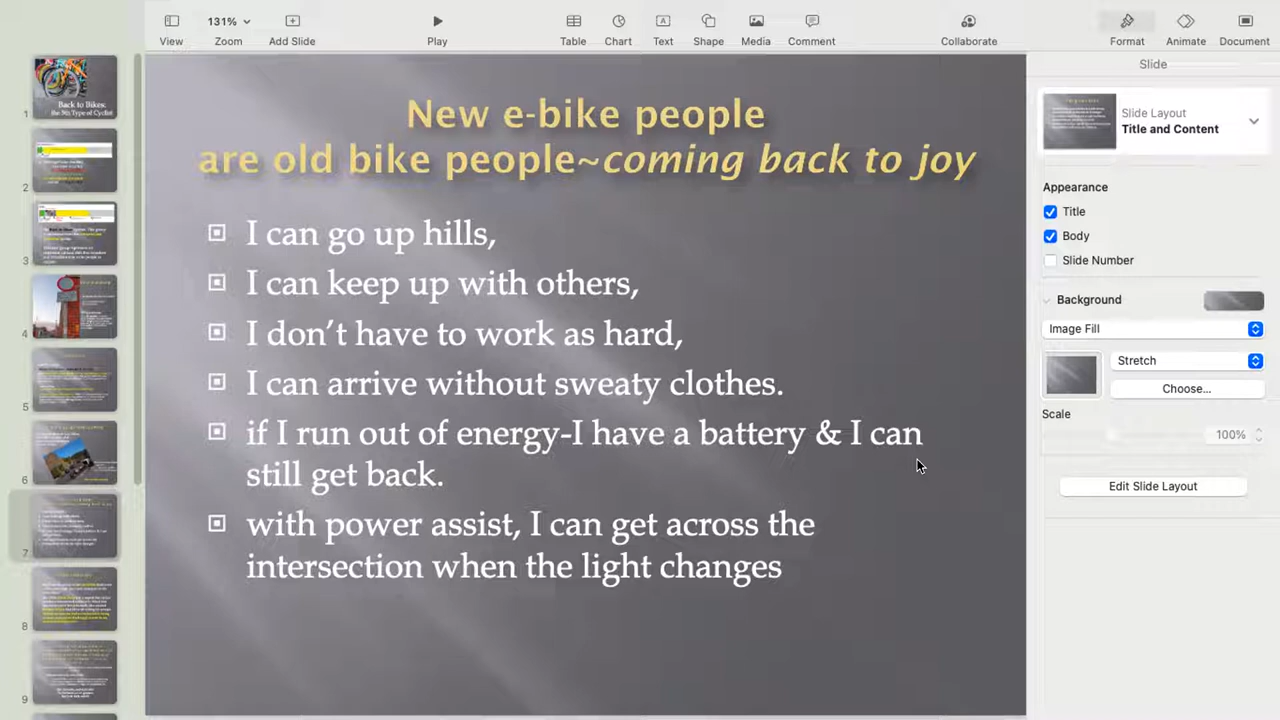 131%
View
Zoom
Add Slide
Play
Table
Chart
Text
Shape
Media
Comment
Collaborate
Format
Animate
Document
1
Back to Bikes:
the 5th Type of Cyclist
2
3
4
5
6
7
8
9
New e-bike people
are old bike people~coming back to joy
I can go up hills,
I can keep up with others,
I don't have to work as hard,
I can arrive without sweaty clothes.
if I run out of energy-I have a battery & I can
still get back.
with power assist, I can get across the
intersection when the light changes
Slide
Slide Layout
Title and Content
Appearance
Title
Body
Slide Number
Background
Image Fill
Stretch
Choose...
Scale
100%
Edit Slide Layout